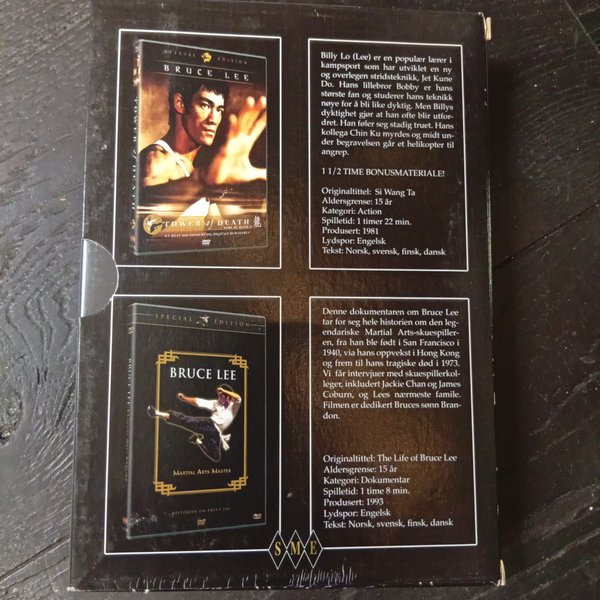 SPECIAL EDITION
BRUCE LEE
TOWER of DEATH
TOWER of DEATH
Billy Lo (Lee) er en populær lærer i
kampsport som har utviklet en ny
og overlegen stridsteknikk, Jet Kune
Do. Hans lillebror Bobby er hans
største fan og studerer hans teknikk
nøye for å bli like dyktig. Men Billys
dyktighet gjør at han ofte blir utfor-
dret. Han føler seg stadig truet. Hans
kollega Chin Ku myrdes og midt un-
der begravelsen går et helikopter til
angrep.
1 1/2 TIME BONUSMATERIALE!
Originaltittel: Si Wang Ta
Aldersgrense: 15 år
Kategori: Action
Spilletid: 1 timer 22 min.
Produsert: 1981
Lydspor: Engelsk
Tekst: Norsk, svensk, finsk, dansk
SPECIAL EDITION
BRUCE LEE
MARTIAL ARTS MASTER
HISTORIEN OM BRUCE LEE
Denne dokumentaren om Bruce Lee
tar for seg hele historien om den leg-
endariske Martial Arts-skuespiller-
en, fra han ble født i San Francisco i
1940, via hans oppvekst i Hong Kong
og frem til hans tragiske død i 1973.
Vi får intervjuer med skuespillerkol-
leger, inkludert Jackie Chan og James
Coburn, og Lees nærmeste famile.
Filmen er dedikert Bruces sønn Bran-
don.
Originaltittel: The Life of Bruce Lee
Aldersgrense: 15 år
Kategori: Dokumentar
Spilletid: 1 time 8 min.
Produsert: 1993
Lydspor: Engelsk
Tekst: Norsk, svensk, finsk, dansk
SME